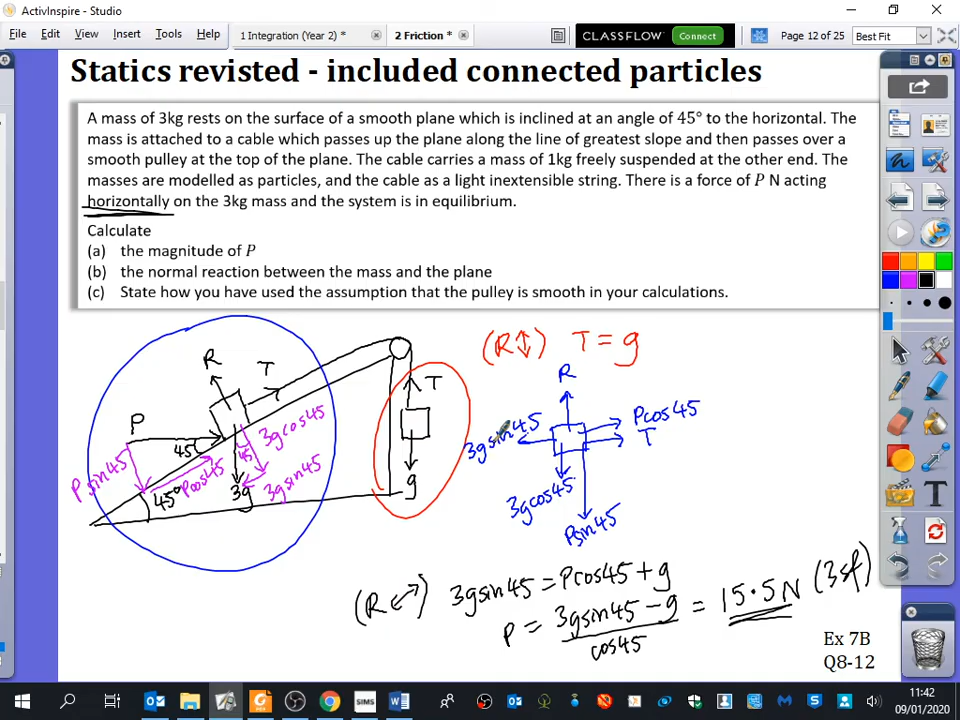 ActivInspire - Studio
File Edit View Insert Tools Help
1 Integration (Year 2) *
2 Friction *
CLASSFLOW Connect
Page 12 of 25
Best Fit
Statics revisted - included connected particles
A mass of 3kg rests on the surface of a smooth plane which is inclined at an angle of 45° to the horizontal. The
mass is attached to a cable which passes up the plane along the line of greatest slope and then passes over a
smooth pulley at the top of the plane. The cable carries a mass of 1kg freely suspended at the other end. The
masses are modelled as particles, and the cable as a light inextensible string. There is a force of P N acting
horizontally on the 3kg mass and the system is in equilibrium.
Calculate
(a) the magnitude of P
(b) the normal reaction between the mass and the plane
(c) State how you have used the assumption that the pulley is smooth in your calculations.
R
T
P
45
45
3gcos45
Psin45
Pcos45
45°
3g
3gsin45
T
g
(R↕) T = g
R
3gsin45
Pcos45
T
3gcos45
Psin45
(R↔) 3gsin45 = Pcos45 + g
P = 3gsin45 - g = 15.5N (3sf)
cos45
Ex 7B
Q8-12
SIMS
11:42
09/01/2020